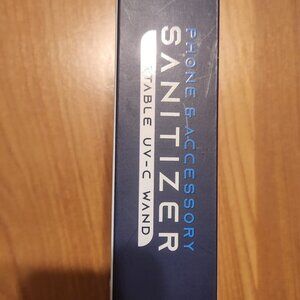 PHONE & ACCESSORY
SANITIZER
TABLE UV-C WAND